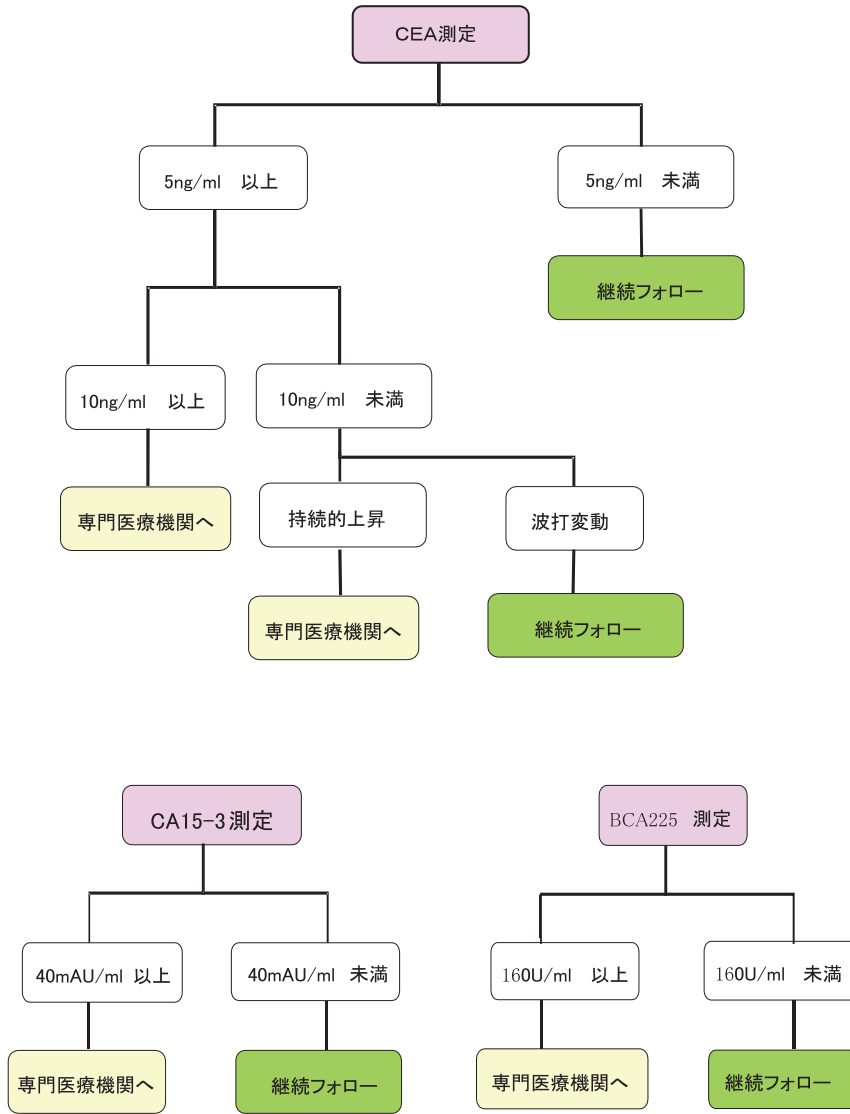 CEA測定
5ng/ml 以上
5ng/ml 未満
継続フォロー
10ng/ml 以上
10ng/ml 未満
専門医療機関へ
持続的上昇
波打変動
専門医療機関へ
継続フォロー
CA15-3測定
BCA225 測定
40mAU/ml 以上
40mAU/ml 未満
160U/ml 以上
160U/ml 未満
専門医療機関へ
継続フォロー
専門医療機関へ
継続フォロー